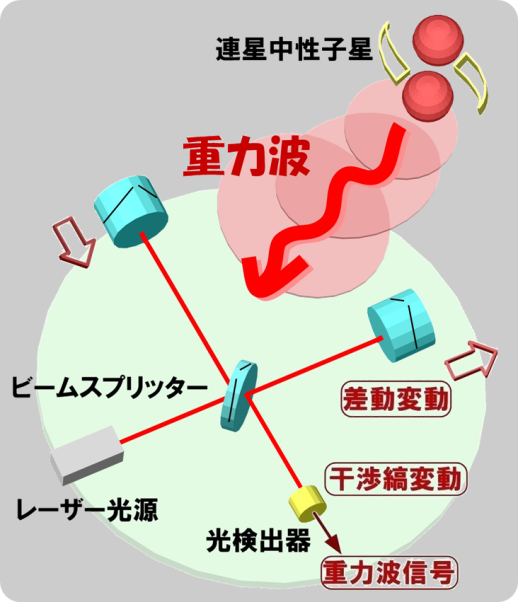 連星中性子星
重力波
ビームスプリッター
差動変動
干渉縞変動
レーザー光源
光検出器
重力波信号